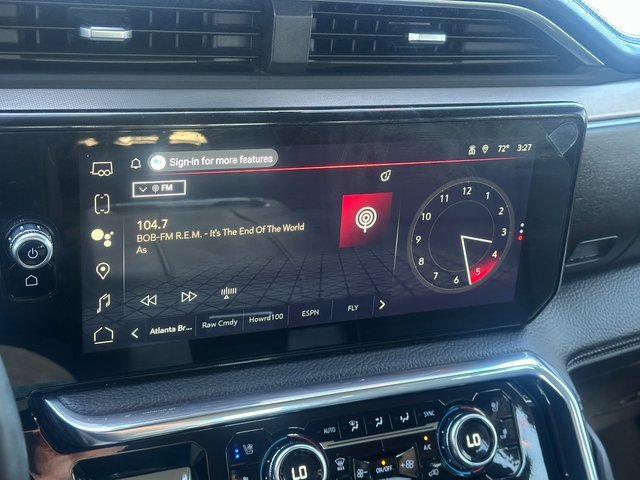 Sign-in for more features
72° 3:27
FM
104.7
BOB-FM R.E.M. - It's The End Of The World
As
12
1
2
3
4
5
6
7
8
9
10
11
Atlanta Br...
Raw Cmdy
Howrd100
ESPN
FLY
AUTO
SYNC
A/C
ON/OFF
LO
LO